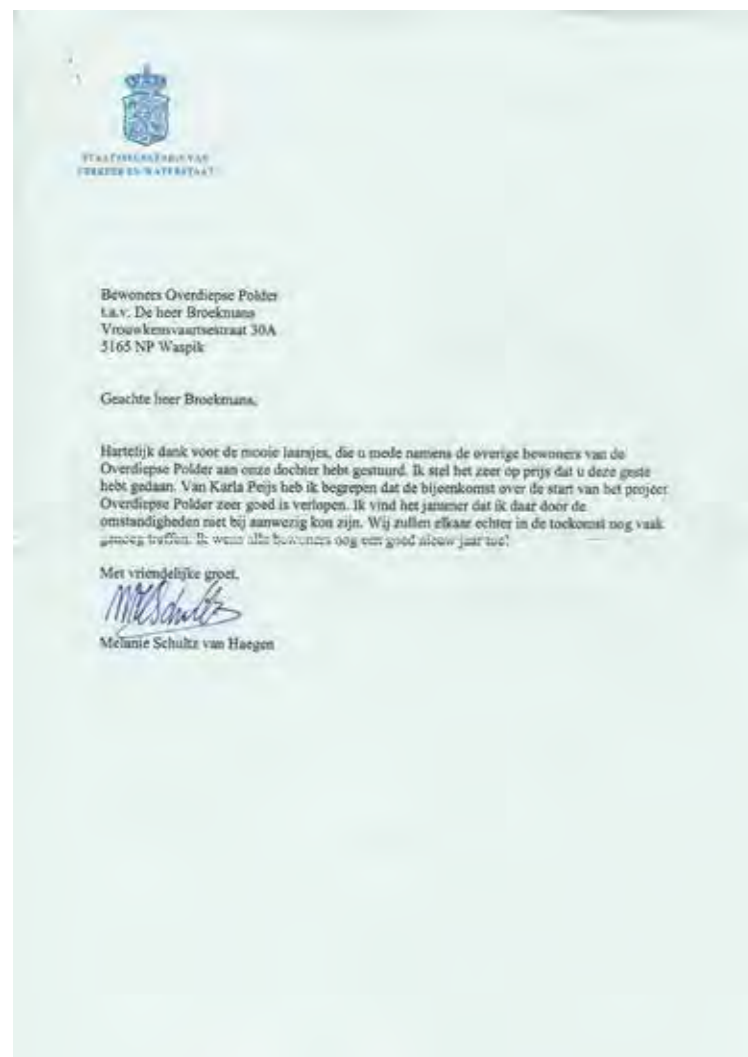 STAATSSECRETARIS VAN
VERKEER EN WATERSTAAT
Bewoners Overdiepse Polder
t.a.v. De heer Broekmans
Vrouwkensvaartsestraat 30A
5165 NP Waspik
Geachte heer Broekmans,
Hartelijk dank voor de mooie laarsjes, die u mede namens de overige bewoners van de
Overdiepse Polder aan onze dochter hebt gestuurd. Ik stel het zeer op prijs dat u deze geste
hebt gedaan. Van Karla Peijs heb ik begrepen dat de bijeenkomst over de start van het project
Overdiepse Polder zeer goed is verlopen. Ik vind het jammer dat ik daar door de
omstandigheden niet bij aanwezig kon zijn. Wij zullen elkaar echter in de toekomst nog vaak
genoeg treffen. Ik wens alle bewoners nog een goed nieuw jaar toe!
Met vriendelijke groet,
MHSchultz
Melanie Schultz van Haegen